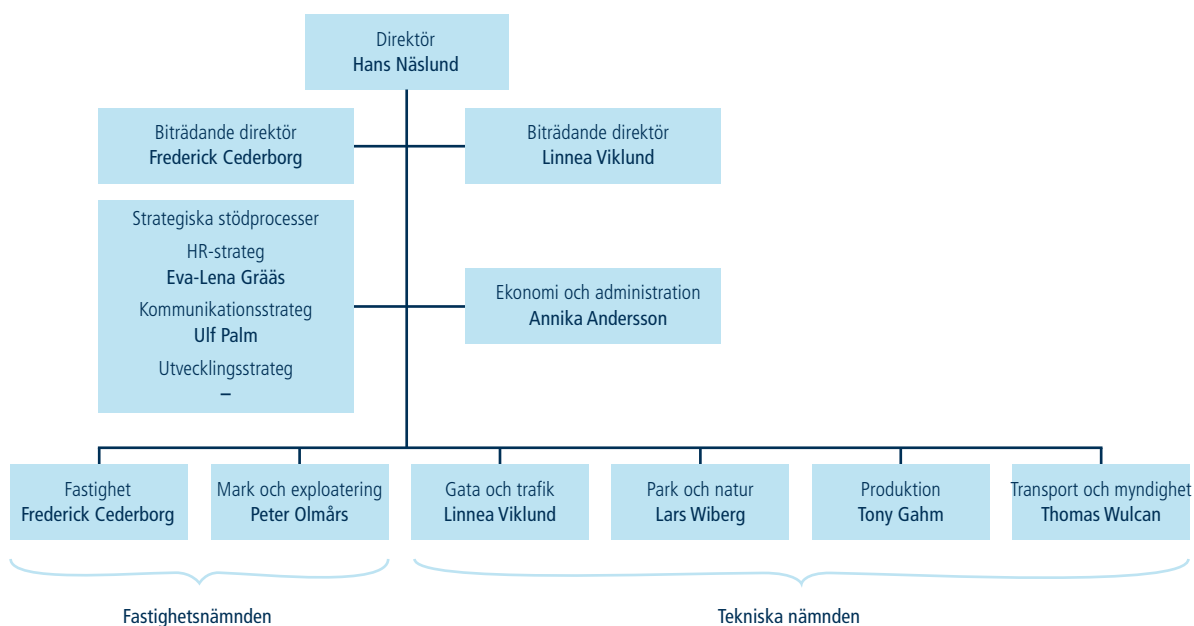 Direktör
Hans Näslund
Biträdande direktör
Frederick Cederborg
Biträdande direktör
Linnea Viklund
Strategiska stödprocesser
HR-strateg
Eva-Lena Grääs
Kommunikationsstrateg
Ulf Palm
Utvecklingsstrateg
–
Ekonomi och administration
Annika Andersson
Fastighet
Frederick Cederborg
Mark och exploatering
Peter Olmårs
Gata och trafik
Linnea Viklund
Park och natur
Lars Wiberg
Produktion
Tony Gahm
Transport och myndighet
Thomas Wulcan
Fastighetsnämnden
Tekniska nämnden